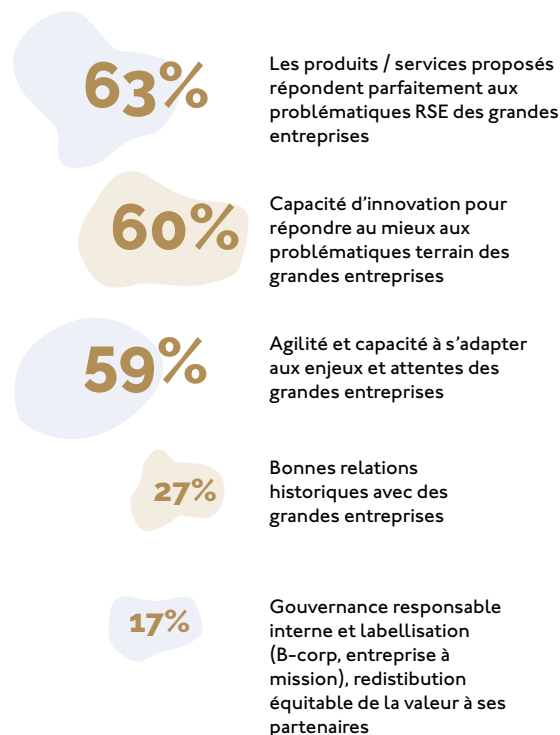 63%
Les produits / services proposés
répondent parfaitement aux
problématiques RSE des grandes
entreprises
60%
Capacité d’innovation pour
répondre au mieux aux
problématiques terrain des
grandes entreprises
59%
Agilité et capacité à s’adapter
aux enjeux et attentes des
grandes entreprises
27%
Bonnes relations
historiques avec des
grandes entreprises
17%
Gouvernance responsable
interne et labellisation
(B-corp, entreprise à
mission), redistribution
équitable de la valeur à ses
partenaires